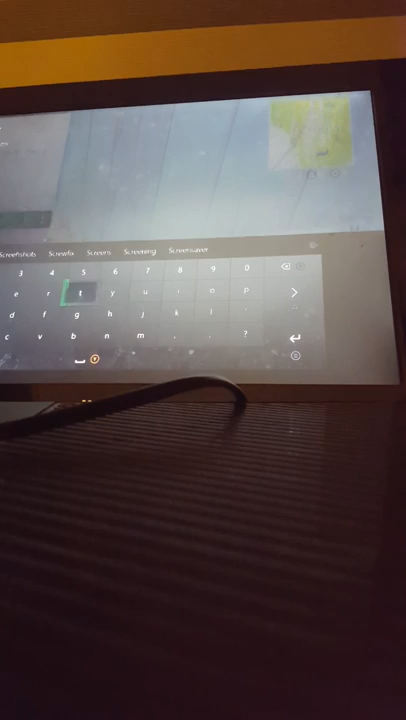 Screenshots Screwfix Screens Screening Screensaver
3 4 5 6 7 8 9 0
e r t y u i o p
d f g h j k l '
c v b n m , . ?